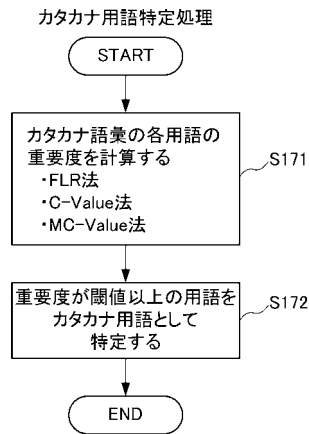 カタカナ用語特定処理
START
カタカナ語彙の各用語の
重要度を計算する
・FLR法
・C-Value法
・MC-Value法
S171
重要度が閾値以上の用語を
カタカナ用語として
特定する
S172
END